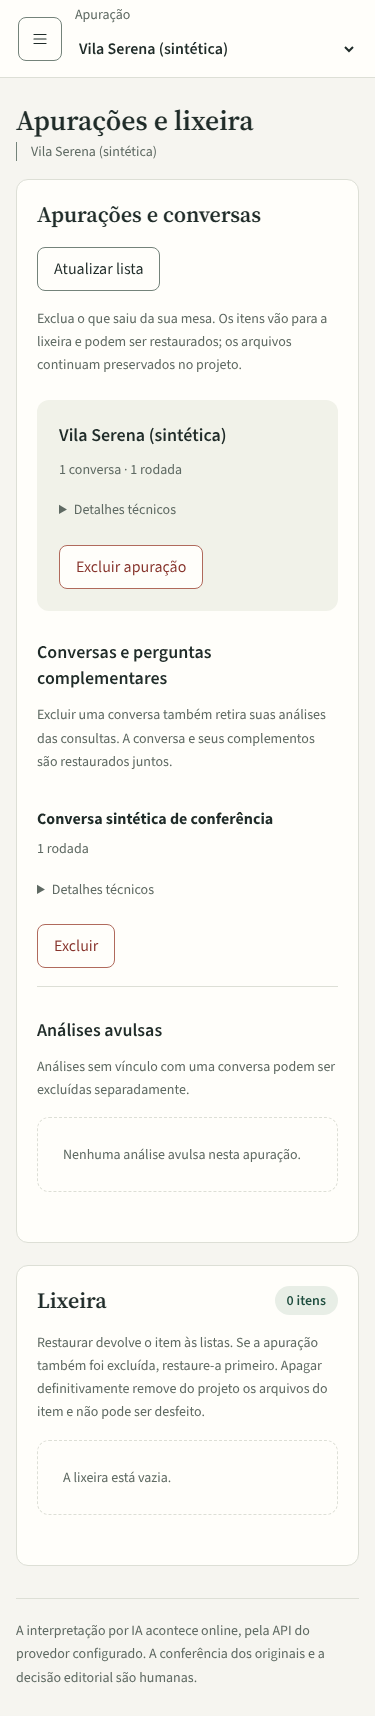 Apuração
Vila Serena (sintética)
Apurações e lixeira
Vila Serena (sintética)
Apurações e conversas
Atualizar lista
Exclua o que saiu da sua mesa. Os itens vão para a
lixeira e podem ser restaurados; os arquivos
continuam preservados no projeto.
Vila Serena (sintética)
1 conversa · 1 rodada
Detalhes técnicos
Excluir apuração
Conversas e perguntas
complementares
Excluir uma conversa também retira suas análises
das consultas. A conversa e seus complementos
são restaurados juntos.
Conversa sintética de conferência
1 rodada
Detalhes técnicos
Excluir
Análises avulsas
Análises sem vínculo com uma conversa podem ser
excluídas separadamente.
Nenhuma análise avulsa nesta apuração.
Lixeira
0 itens
Restaurar devolve o item às listas. Se a apuração
também foi excluída, restaure-a primeiro. Apagar
definitivamente remove do projeto os arquivos do
item e não pode ser desfeito.
A lixeira está vazia.
A interpretação por IA acontece online, pela API do
provedor configurado. A conferência dos originais e a
decisão editorial são humanas.